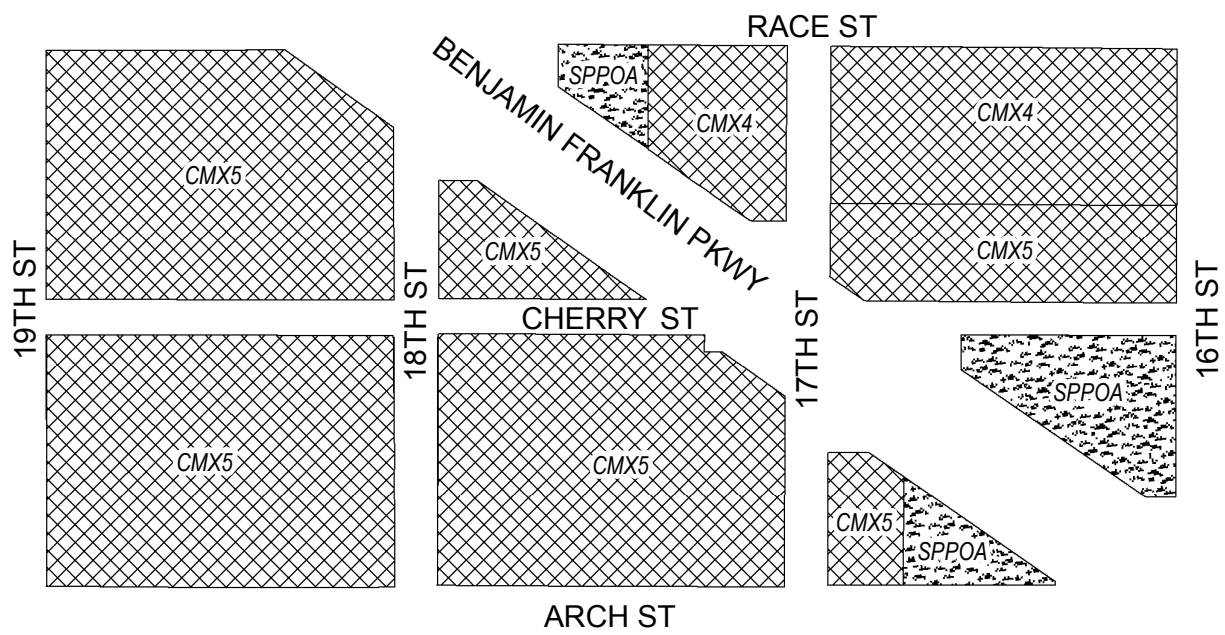 RACE ST
BENJAMIN FRANKLIN PKWY
SPPOA
CMX4
CMX4
CMX5
CMX5
CMX5
19TH ST
18TH ST
CHERRY ST
17TH ST
16TH ST
SPPOA
CMX5
CMX5
CMX5
SPPOA
ARCH ST